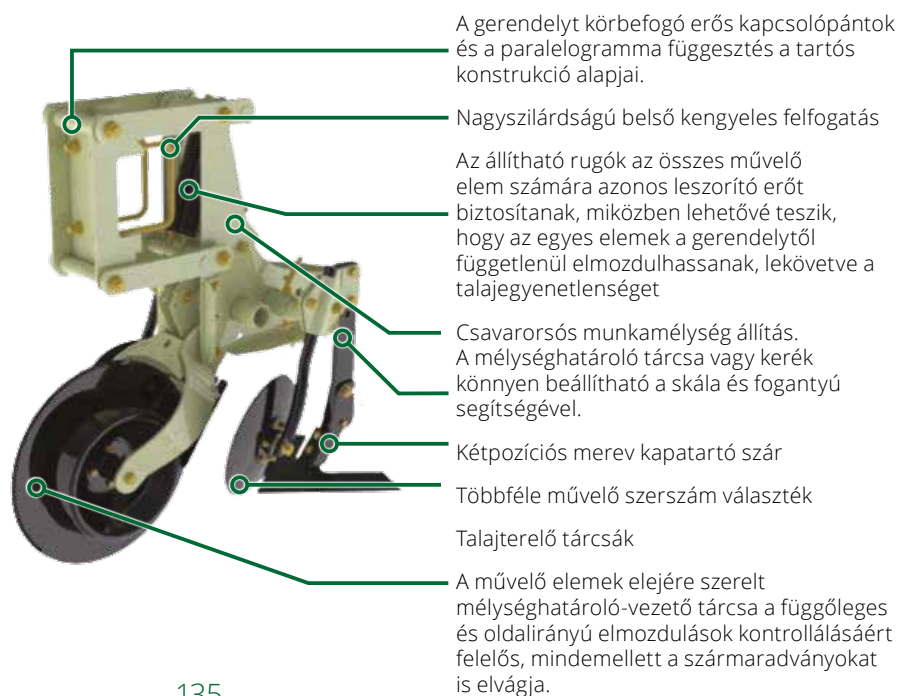 A gerendelyt körbefogó erős kapcsolópántok
és a paralelogramma függesztés a tartós
konstrukció alapjai.
Nagyszilárdságú belső kengyeles felfogatás
Az állítható rugók az összes művelő
elem számára azonos leszorító erőt
biztosítanak, miközben lehetővé teszik,
hogy az egyes elemek a gerendelytől
függetlenül elmozdulhassanak, lekövetve a
talajegyenetlenséget
Csavarorsós munkamélység állítás.
A mélységhatároló tárcsa vagy kerék
könnyen beállítható a skála és fogantyú
segítségével.
Kétpozíciós merev kapatartó szár
Többféle művelő szerszám választék
Talajterelő tárcsák
A művelő elemek elejére szerelt
mélységhatároló-vezető tárcsa a függőleges
és oldalirányú elmozdulások kontrollálásáért
felelős, mindemellett a szármaradványokat
is elvágja.
135